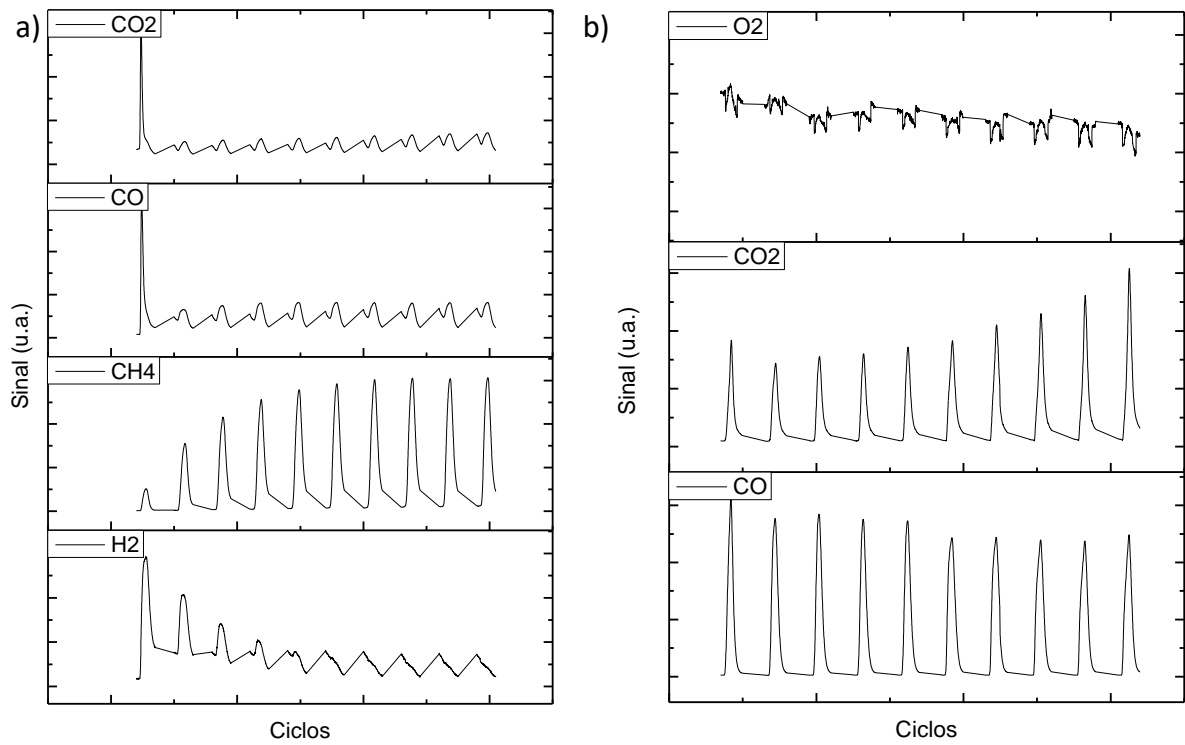 a)
CO2
CO
CH4
H2
Sinal (u.a.)
Ciclos
b)
O2
CO2
CO
Sinal (u.a.)
Ciclos